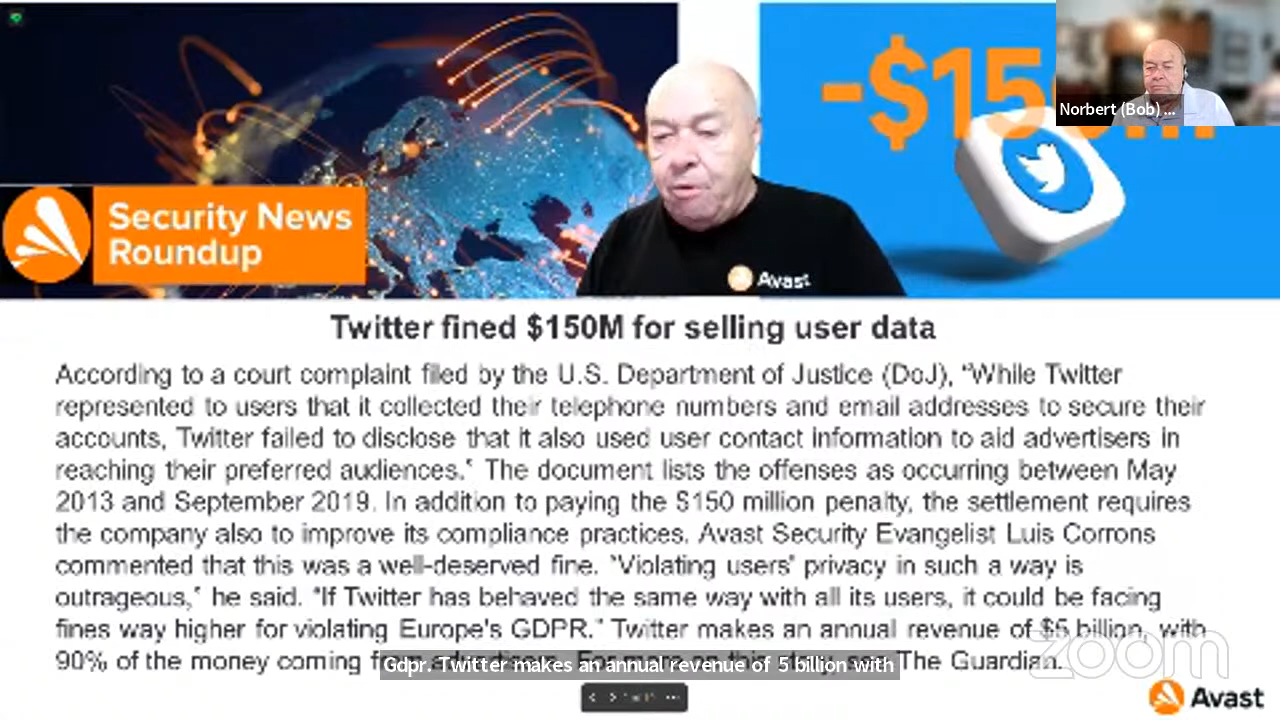 -$15
Norbert (Bob) ...
Security News
Roundup
Avast
Twitter fined $150M for selling user data
According to a court complaint filed by the U.S. Department of Justice (DoJ), “While Twitter
represented to users that it collected their telephone numbers and email addresses to secure their
accounts, Twitter failed to disclose that it also used user contact information to aid advertisers in
reaching their preferred audiences.” The document lists the offenses as occurring between May
2013 and September 2019. In addition to paying the $150 million penalty, the settlement requires
the company also to improve its compliance practices. Avast Security Evangelist Luis Corrons
commented that this was a well-deserved fine. “Violating users’ privacy in such a way is
outrageous,” he said. “If Twitter has behaved the same way with all its users, it could be facing
fines way higher for violating Europe's GDPR.” Twitter makes an annual revenue of $5 billion, with
90% of the money coming The Guardian.
Gdpr. Twitter makes an annual revenue of 5 billion with
zoom
Avast